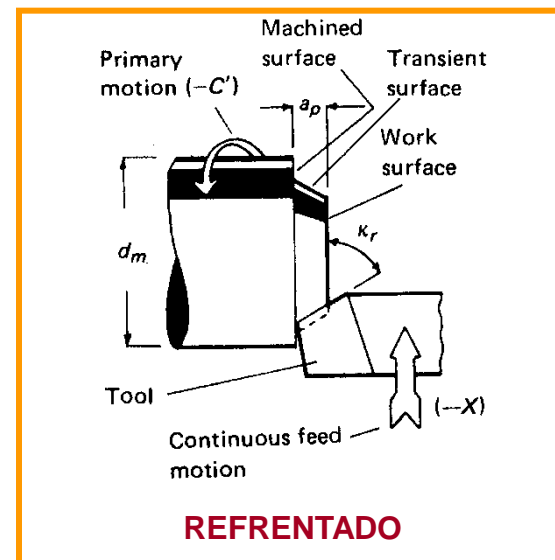 Machined
surface
Primary
motion (–C')
Transient
surface
aₚ
Work
surface
κᵣ
dₘ
Tool
(–X)
Continuous feed
motion
REFRENTADO